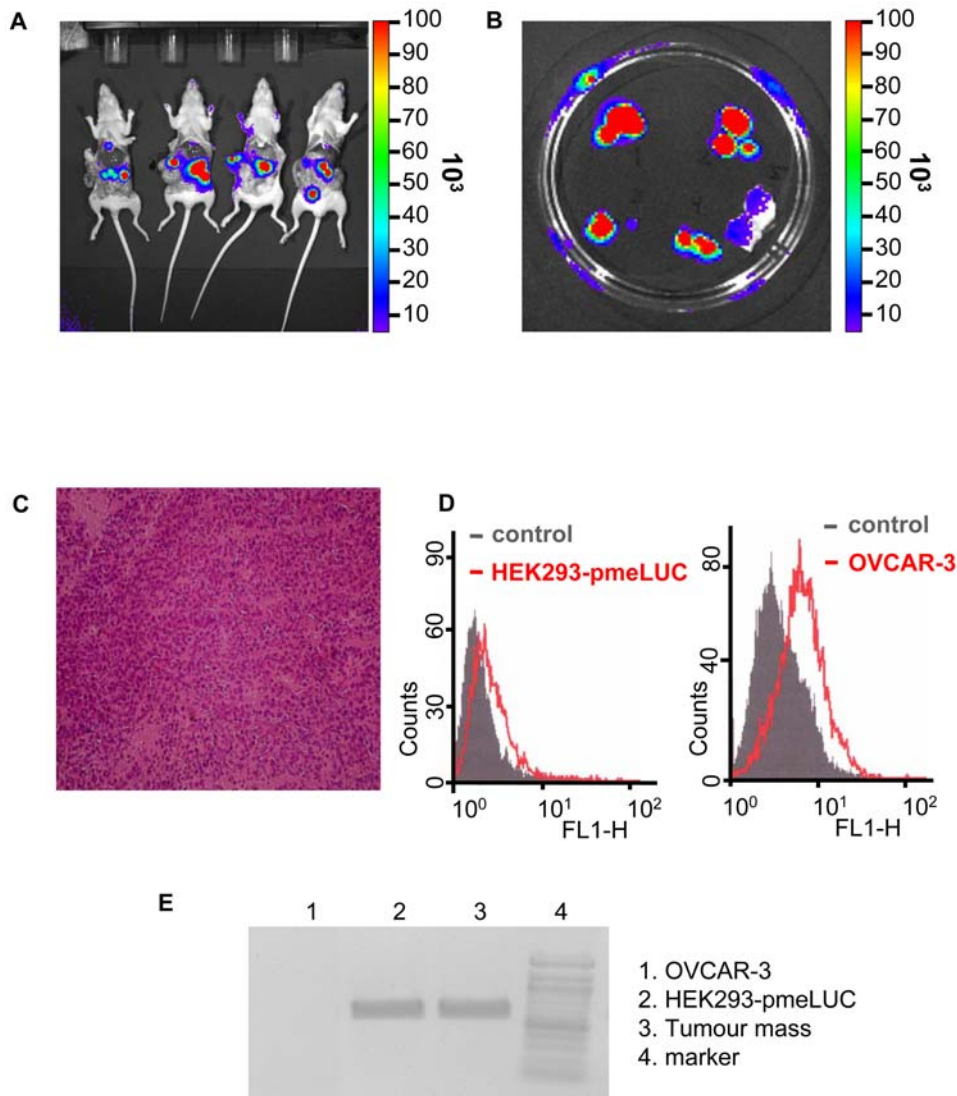 A
100
90
80
70
60
50
40
30
20
10
10³
B
100
90
80
70
60
50
40
30
20
10
10³
C
D
control
HEK293-pmeLUC
90
60
30
0
Counts
10⁰ 10¹ 10²
FL1-H
control
OVCAR-3
80
40
0
Counts
10⁰ 10¹ 10²
FL1-H
E
1 2 3 4
1. OVCAR-3
2. HEK293-pmeLUC
3. Tumour mass
4. marker